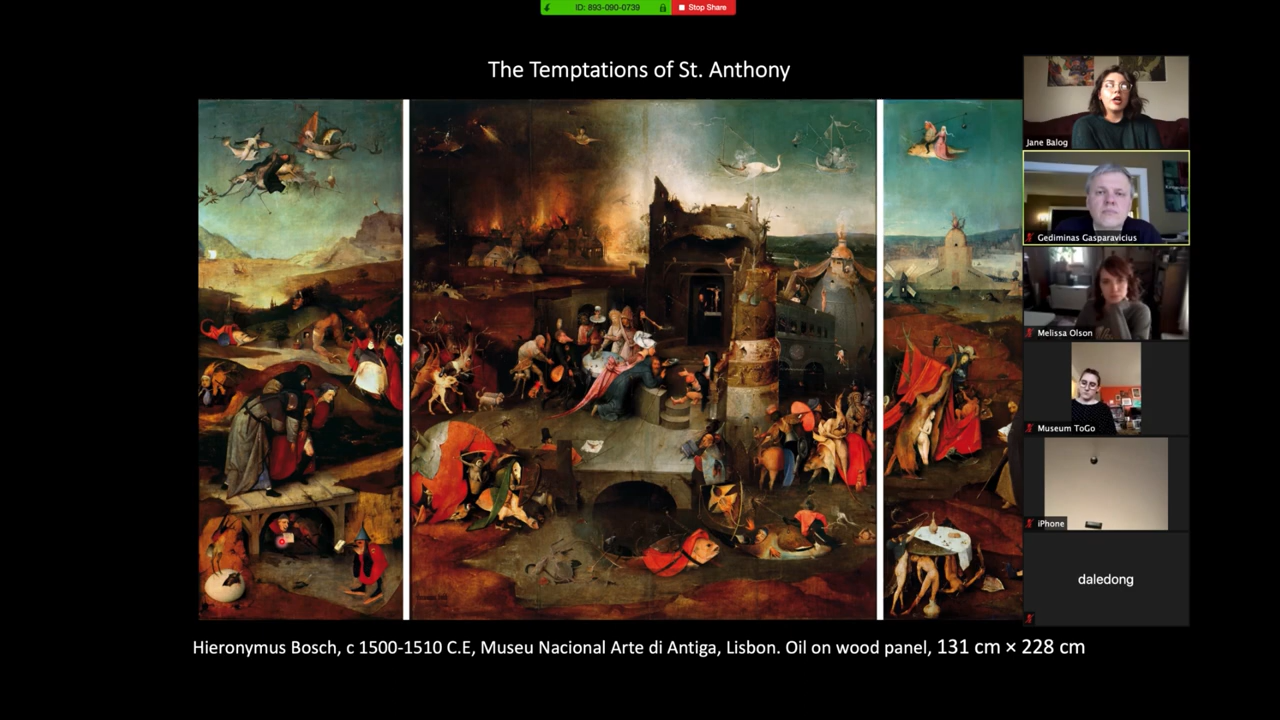 ID: 893-090-0739
Stop Share
The Temptations of St. Anthony
Jane Balog
Gediminas Gasparavicius
Melissa Olson
Museum ToGo
iPhone
daledong
Hieronymus Bosch, c 1500-1510 C.E, Museu Nacional Arte di Antiga, Lisbon. Oil on wood panel, 131 cm × 228 cm